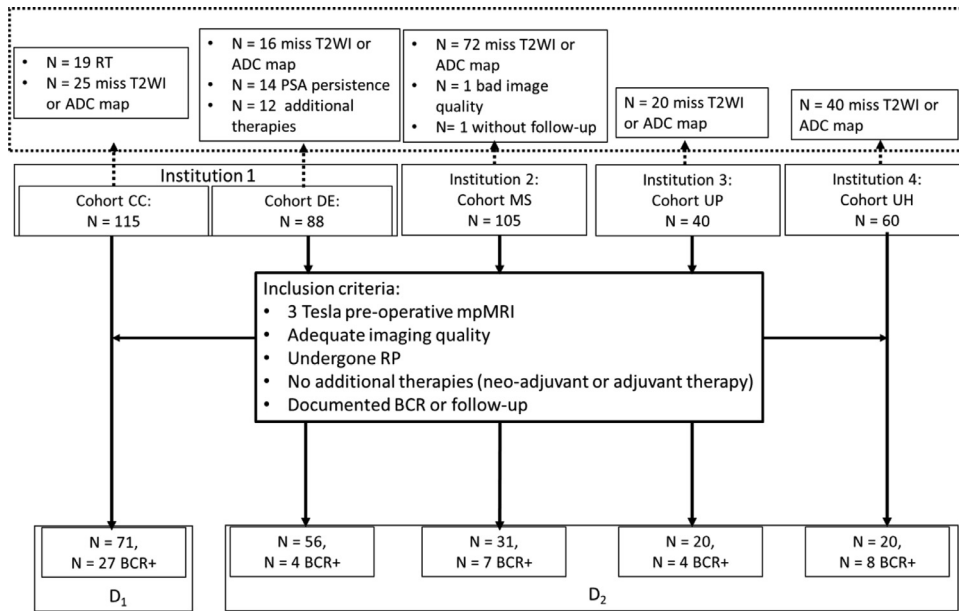 • N = 19 RT
• N = 25 miss T2WI
or ADC map
• N = 16 miss T2WI or
ADC map
• N = 14 PSA persistence
• N = 12 additional
therapies
• N = 72 miss T2WI or
ADC map
• N = 1 bad image
quality
• N= 1 without follow-up
N = 20 miss T2WI
or ADC map
N = 40 miss T2WI or
ADC map
Institution 1
Cohort CC:
N = 115
Cohort DE:
N = 88
Institution 2:
Cohort MS
N = 105
Institution 3:
Cohort UP
N = 40
Institution 4:
Cohort UH
N = 60
Inclusion criteria:
• 3 Tesla pre-operative mpMRI
• Adequate imaging quality
• Undergone RP
• No additional therapies (neo-adjuvant or adjuvant therapy)
• Documented BCR or follow-up
N = 71,
N = 27 BCR+
D₁
N = 56,
N = 4 BCR+
N = 31,
N = 7 BCR+
N = 20,
N = 4 BCR+
N = 20,
N = 8 BCR+
D₂